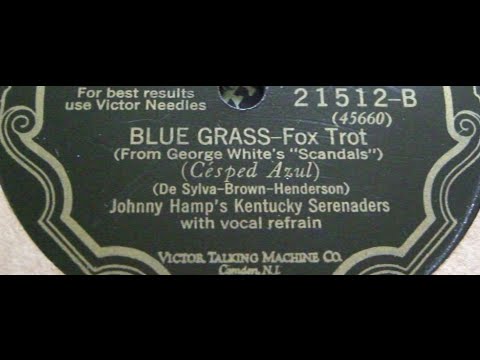 For best results
use Victor Needles
21512-B
(45660)
BLUE GRASS-Fox Trot
(From George White's "Scandals")
(Césped Azul)
(De Sylva-Brown-Henderson)
Johnny Hamp's Kentucky Serenaders
with vocal refrain
VICTOR TALKING MACHINE CO.
Camden, N.J.